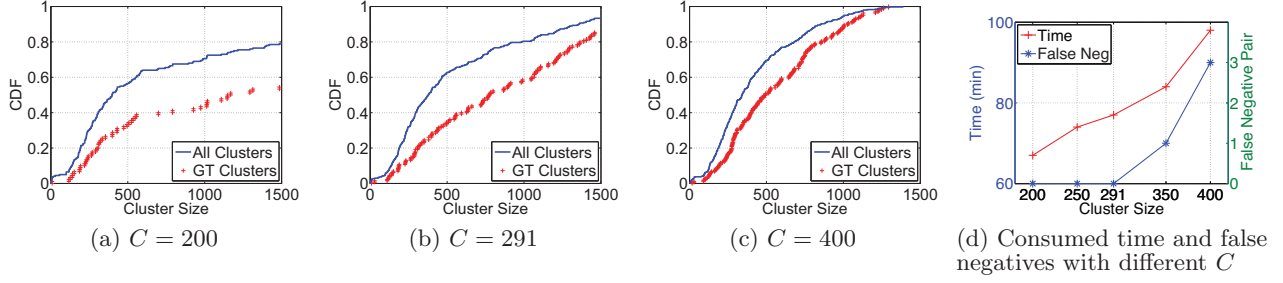 1
0.8
0.6
0.4
0.2
0
CDF
0 500 1000 1500
Cluster Size
All Clusters
GT Clusters
(a) C = 200
1
0.8
0.6
0.4
0.2
0
CDF
0 500 1000 1500
Cluster Size
All Clusters
GT Clusters
(b) C = 291
1
0.8
0.6
0.4
0.2
0
CDF
0 500 1000 1500
Cluster Size
All Clusters
GT Clusters
(c) C = 400
100
80
60
Time (min)
Time
False Neg
3
2
1
0
False Negative Pair
200 250 291 350 400
Cluster Size
(d) Consumed time and false
negatives with different C